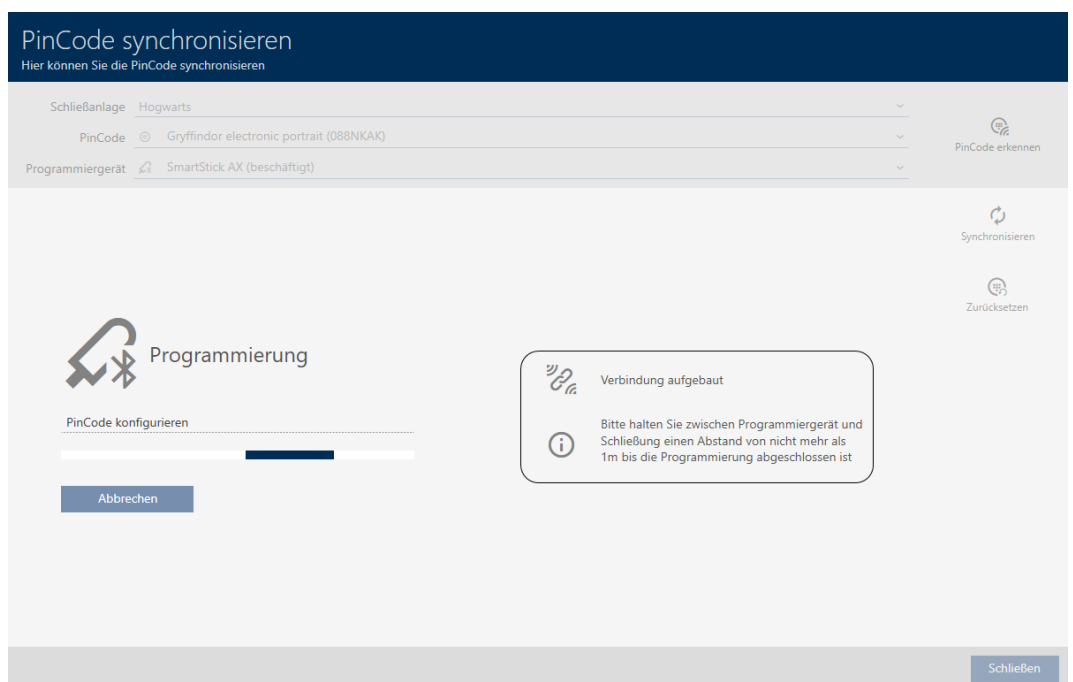 PinCode synchronisieren
Hier können Sie die PinCode synchronisieren
Schließanlage Hogwarts
PinCode Gryffindor electronic portrait (088NKAK)
Programmiergerät SmartStick AX (beschäftigt)
PinCode erkennen
Synchronisieren
Zurücksetzen
Programmierung
PinCode konfigurieren
Abbrechen
Verbindung aufgebaut
Bitte halten Sie zwischen Programmiergerät und
Schließung einen Abstand von nicht mehr als
1m bis die Programmierung abgeschlossen ist
Schließen